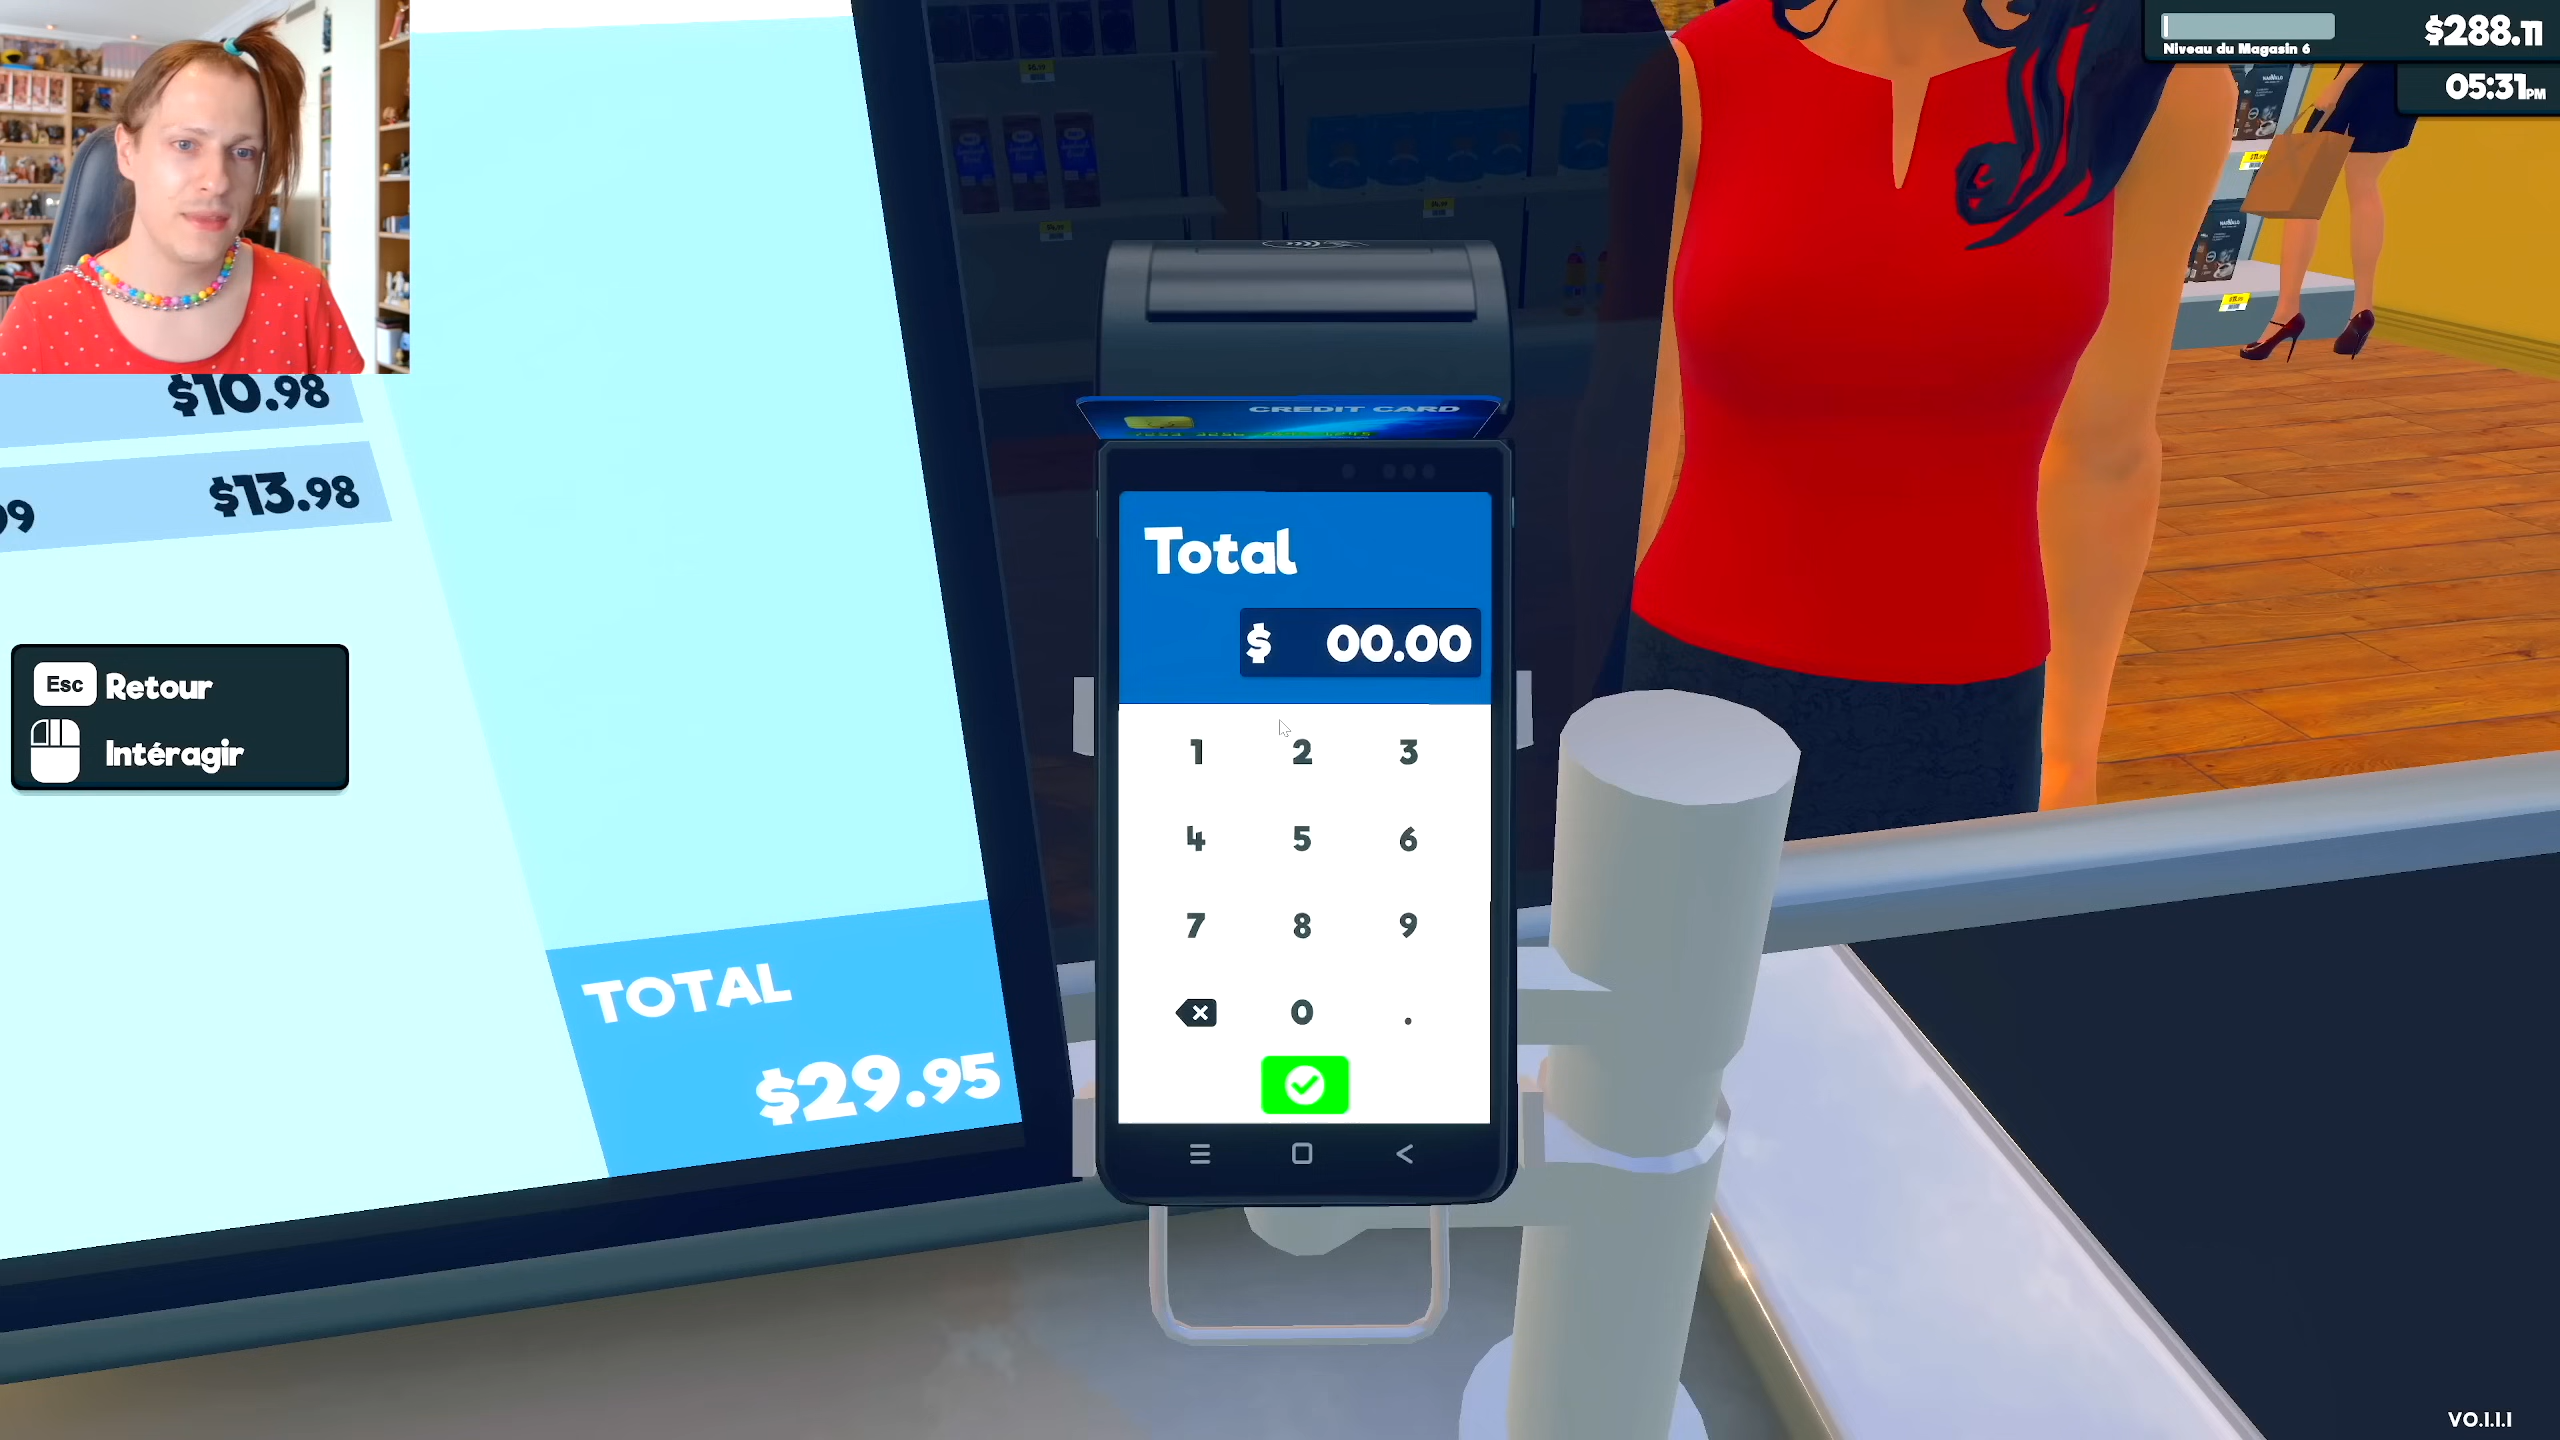 Niveau du Magasin 6
$288.11
05:31PM
$10.98
99 $13.98
CREDIT CARD
Total
$ 00.00
1 2 3
4 5 6
7 8 9
0 .
Esc Retour
Intéragir
TOTAL
$29.95
V0.1.1.1